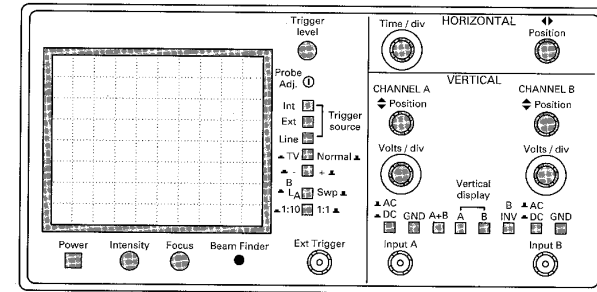 Trigger
level
Probe
Adj.
Int
Ext
Line
Trigger
source
TV Normal
- +
B
LA Swp
1:10 1:1
Power Intensity Focus Beam Finder Ext Trigger
Time / div HORIZONTAL
Position
VERTICAL
CHANNEL A CHANNEL B
Position Position
Volts / div Volts / div
Vertical
display
AC B AC
DC GND A+B A B INV DC GND
Input A Input B